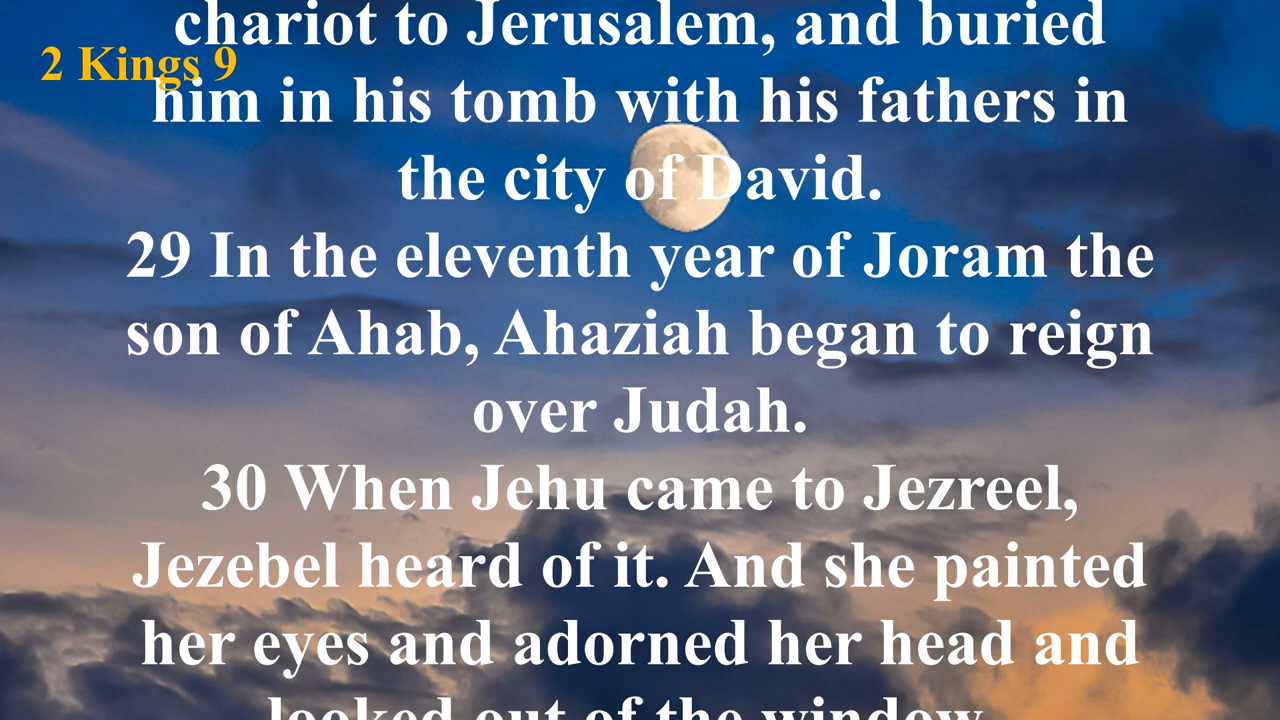 chariot to Jerusalem, and buried
2 Kings 9
him in his tomb with his fathers in
the city of David.
29 In the eleventh year of Joram the
son of Ahab, Ahaziah began to reign
over Judah.
30 When Jehu came to Jezreel,
Jezebel heard of it. And she painted
her eyes and adorned her head and
looked out of the window.